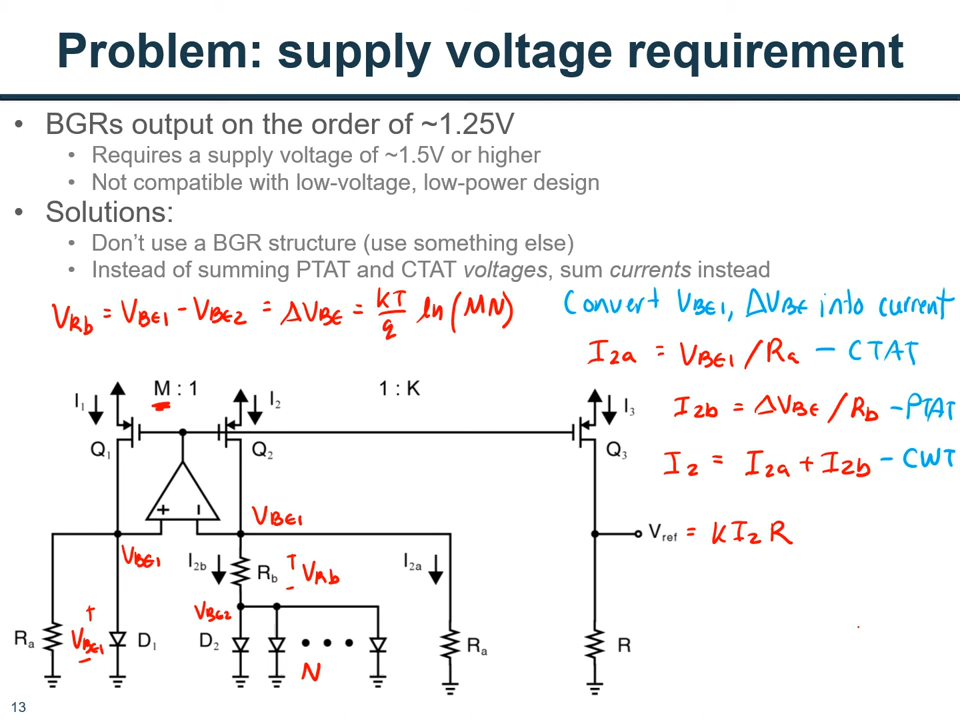 Problem: supply voltage requirement
• BGRs output on the order of ~1.25V
• Requires a supply voltage of ~1.5V or higher
• Not compatible with low-voltage, low-power design
• Solutions:
• Don't use a BGR structure (use something else)
• Instead of summing PTAT and CTAT voltages, sum currents instead
V_Rb = V_BE1 - V_BE2 = ΔV_BE = KT/q ln(MN)
Convert V_BE1, ΔV_BE into current
I_2a = V_BE1 / R_a - CTAT
I_2b = ΔV_BE / R_b - PTAT
I_2 = I_2a + I_2b - CWT
M : 1
1 : K
I_1
I_2
I_3
Q_1
Q_2
Q_3
+ -
V_BE1
V_BE1
V_ref = K I_2 R
I_2b
R_b
+ V_Rb -
I_2a
V_BE2
R_a
+ V_BE1 -
D_1
D_2
• • •
N
R_a
R
13